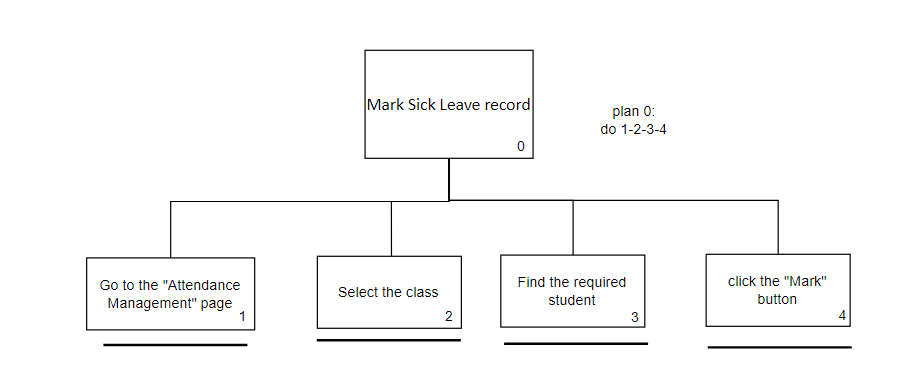 Mark Sick Leave record
0
plan 0:
do 1-2-3-4
Go to the "Attendance
Management" page
1
Select the class
2
Find the required
student
3
click the "Mark"
button
4